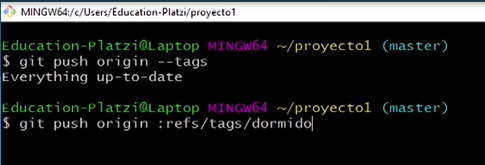 MINGW64:/c/Users/Education-Platzi/proyecto1
Education-Platzi@Laptop MINGW64 ~/proyecto1 (master)
$ git push origin --tags
Everything up-to-date
Education-Platzi@Laptop MINGW64 ~/proyecto1 (master)
$ git push origin :refs/tags/dormido